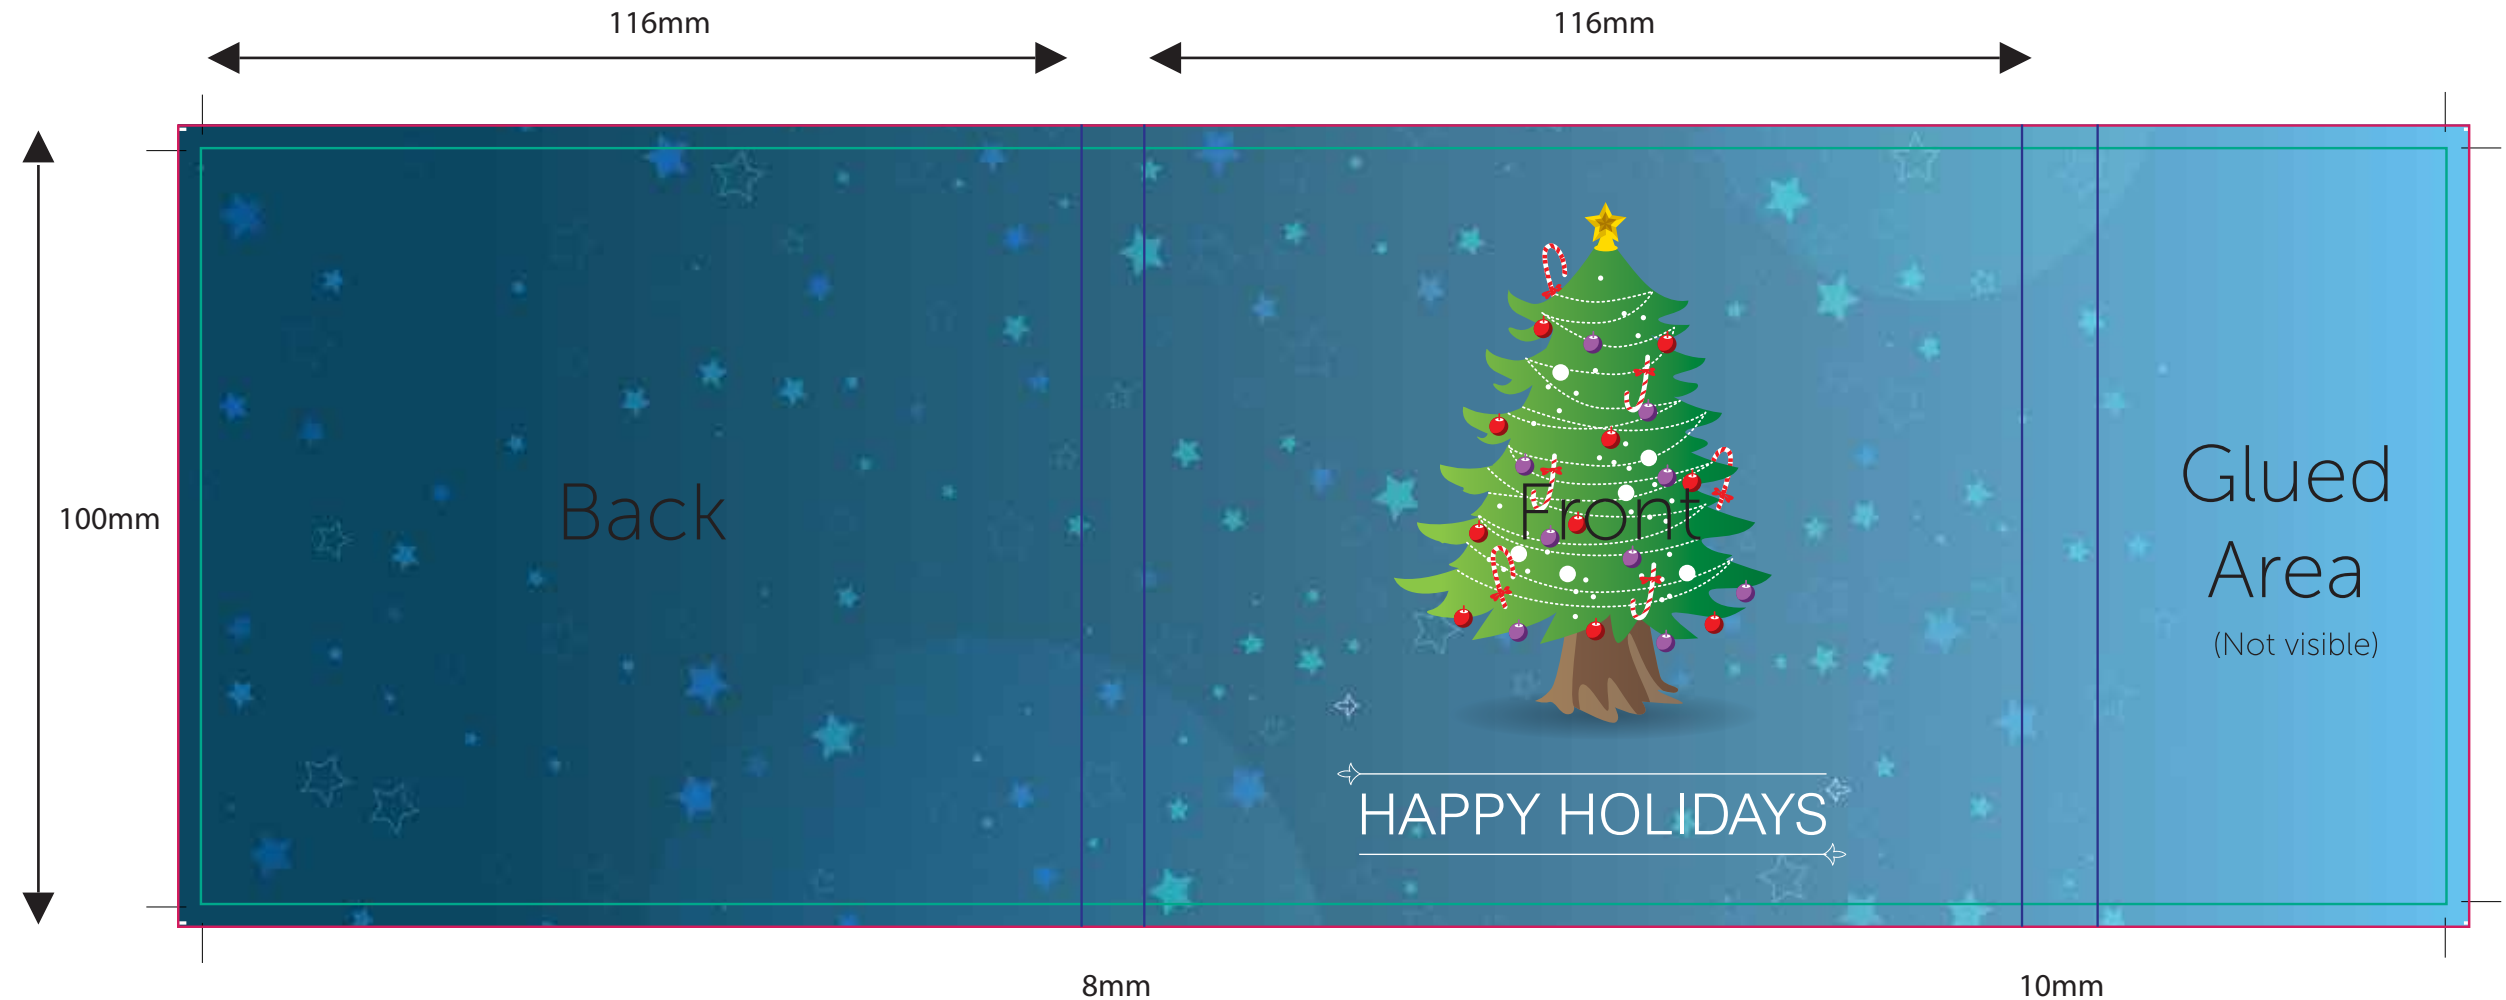 116mm
116mm
100mm
Back
Front
Glued
Area
(Not visible)
HAPPY HOLIDAYS
8mm
10mm